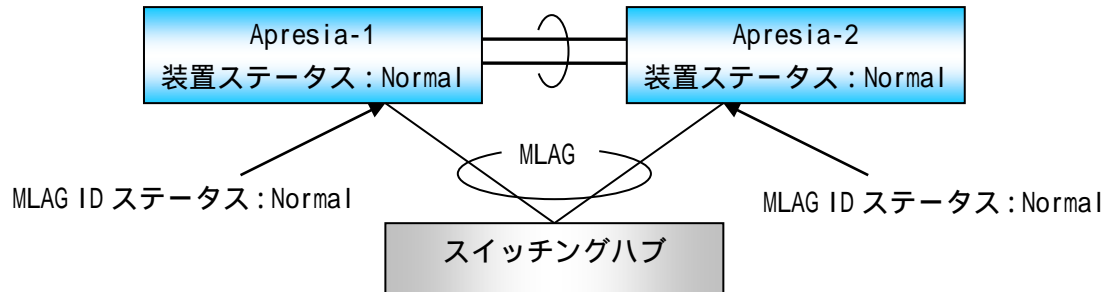 Apresia-1
装置ステータス:Normal
Apresia-2
装置ステータス:Normal
MLAG
MLAG ID ステータス:Normal
MLAG ID ステータス:Normal
スイッチングハブ